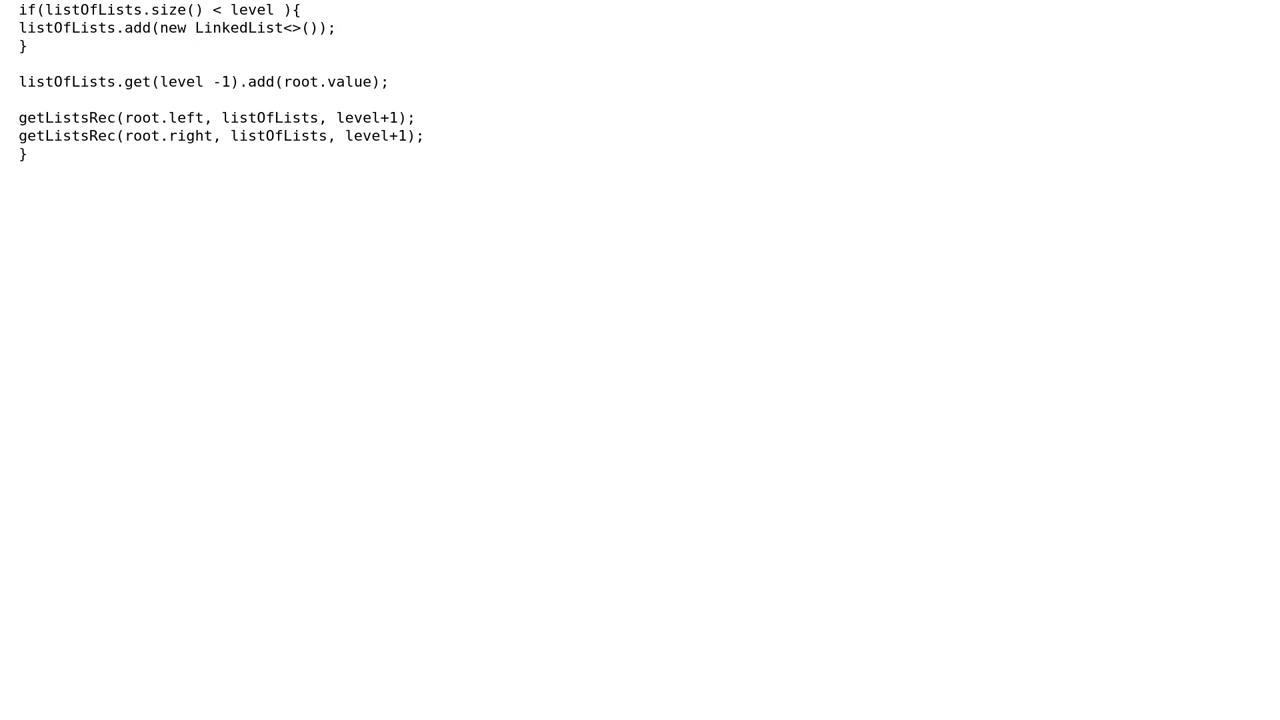 if(listOfLists.size() < level ){
listOfLists.add(new LinkedList<>());
}
listOfLists.get(level -1).add(root.value);
getListsRec(root.left, listOfLists, level+1);
getListsRec(root.right, listOfLists, level+1);
}